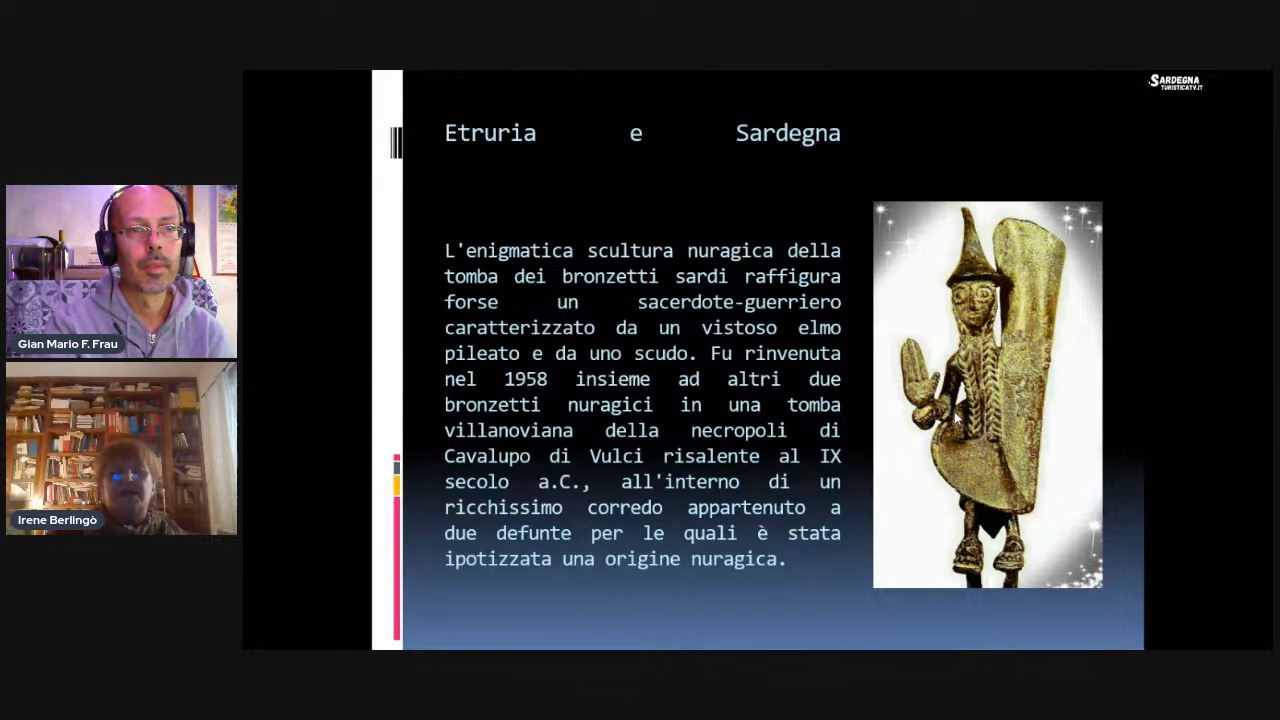 SARDEGNA
TURISTICATV.IT
Etruria e Sardegna
L'enigmatica scultura nuragica della
tomba dei bronzetti sardi raffigura
forse un sacerdote-guerriero
caratterizzato da un vistoso elmo
pileato e da uno scudo. Fu rinvenuta
nel 1958 insieme ad altri due
bronzetti nuragici in una tomba
villanoviana della necropoli di
Cavalupo di Vulci risalente al IX
secolo a.C., all'interno di un
ricchissimo corredo appartenuto a
due defunte per le quali è stata
ipotizzata una origine nuragica.
Gian Mario F. Frau
Irene Berlingò